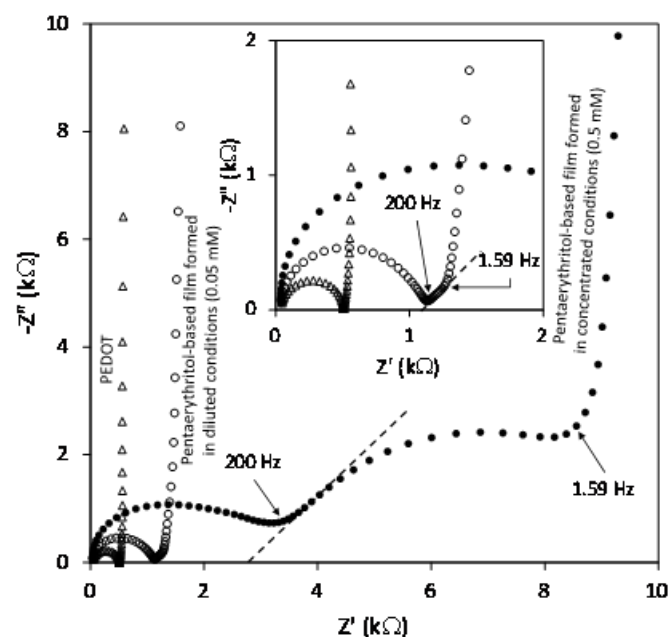 10
8
6
4
2
0
-Z″ (kΩ)
0
2
4
6
8
10
Z′ (kΩ)
PEDOT
Pentaerythritol-based film formed
in diluted conditions (0.05 mM)
Pentaerythritol-based film formed
in concentrated conditions (0.5 mM)
200 Hz
1.59 Hz
2
1
0
-Z″ (kΩ)
0
1
2
Z′ (kΩ)
200 Hz
1.59 Hz